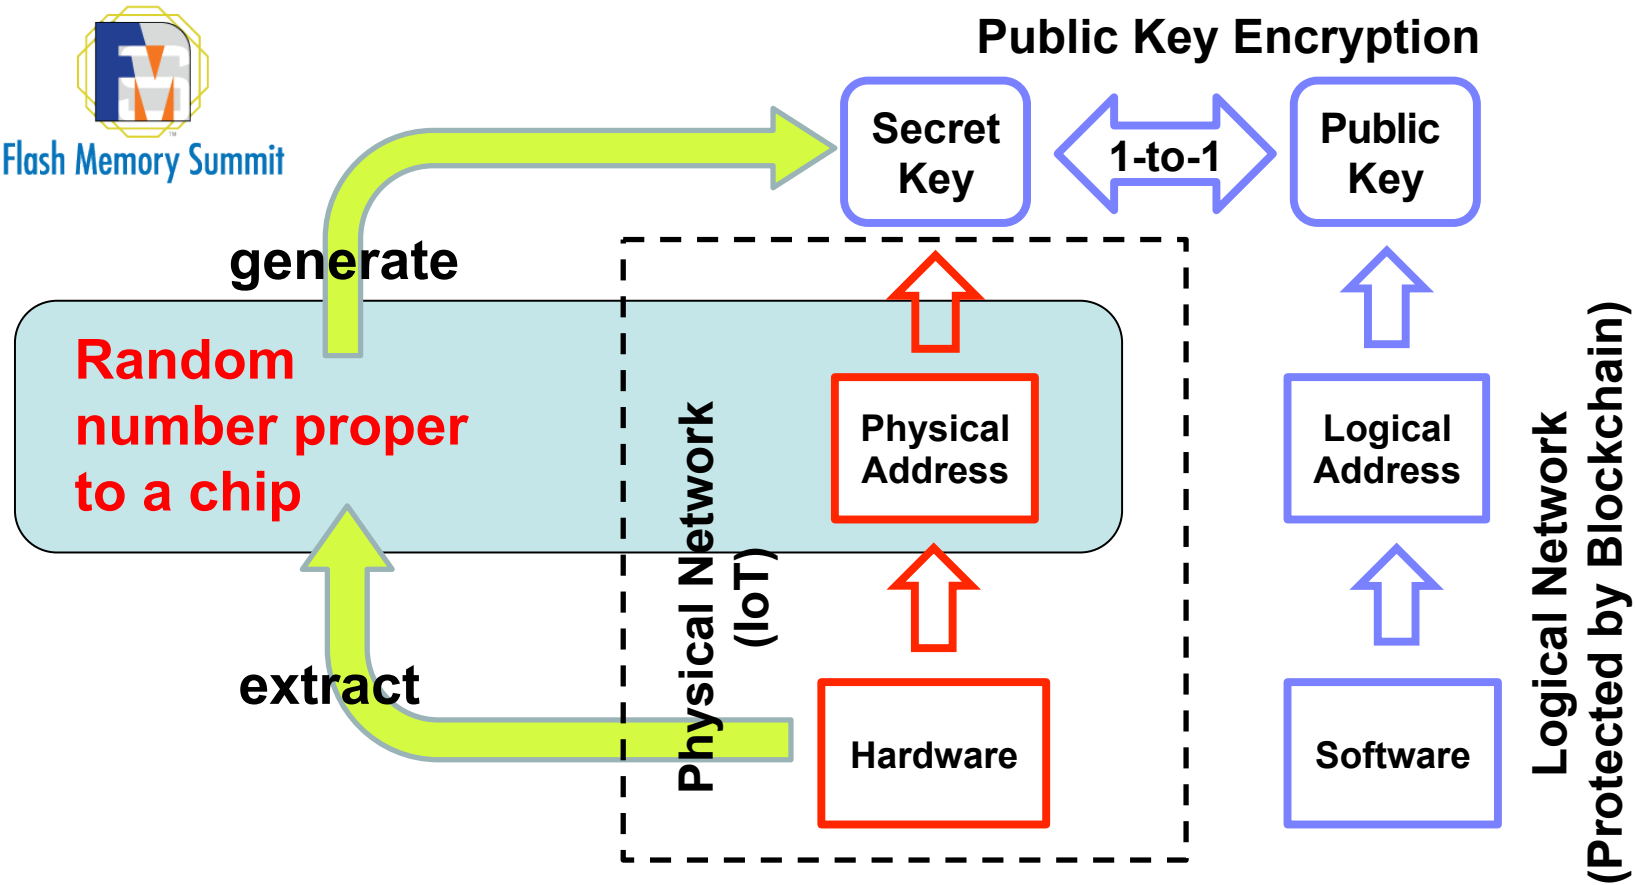 Flash Memory Summit
TM
Public Key Encryption
Secret
Key
1-to-1
Public
Key
generate
Random
number proper
to a chip
extract
Physical Network
(IoT)
Physical
Address
Hardware
Logical
Address
Software
Logical Network
(Protected by Blockchain)